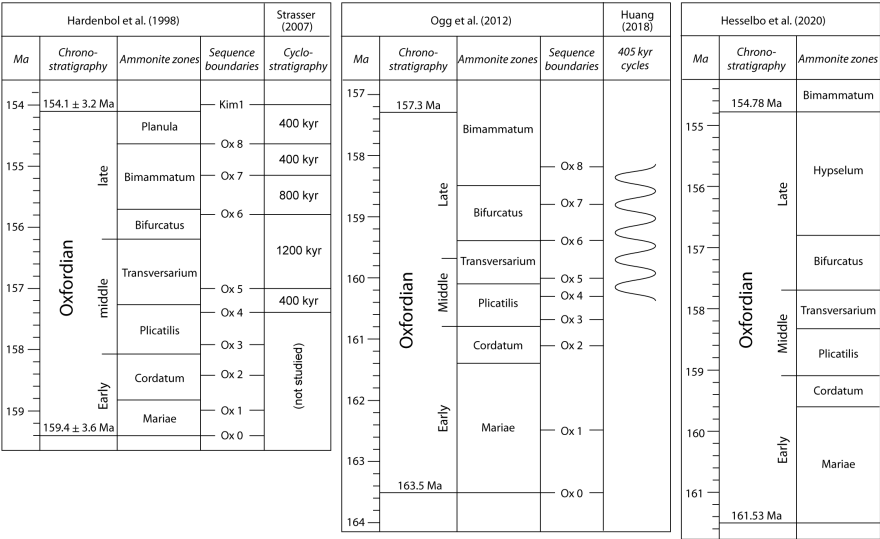 Hardenbol et al. (1998)
Strasser
(2007)
Ma
Chrono-
stratigraphy
Ammonite zones
Sequence
boundaries
Cyclo-
stratigraphy
154
155
156
157
158
159
154.1 ± 3.2 Ma
159.4 ± 3.6 Ma
Oxfordian
late
middle
Early
Planula
Bimammatum
Bifurcatus
Transversarium
Plicatilis
Cordatum
Mariae
Kim1
Ox 8
Ox 7
Ox 6
Ox 5
Ox 4
Ox 3
Ox 2
Ox 1
Ox 0
400 kyr
400 kyr
800 kyr
1200 kyr
400 kyr
(not studied)
Ogg et al. (2012)
Huang
(2018)
Ma
Chrono-
stratigraphy
Ammonite zones
Sequence
boundaries
405 kyr
cycles
157
158
159
160
161
162
163
164
157.3 Ma
163.5 Ma
Oxfordian
Late
Middle
Early
Bimammatum
Bifurcatus
Transversarium
Plicatilis
Cordatum
Mariae
Ox 8
Ox 7
Ox 6
Ox 5
Ox 4
Ox 3
Ox 2
Ox 1
Ox 0
Hesselbo et al. (2020)
Ma
Chrono-
stratigraphy
Ammonite zones
155
156
157
158
159
160
161
154.78 Ma
161.53 Ma
Oxfordian
Late
Middle
Early
Bimammatum
Hypselum
Bifurcatus
Transversarium
Plicatilis
Cordatum
Mariae